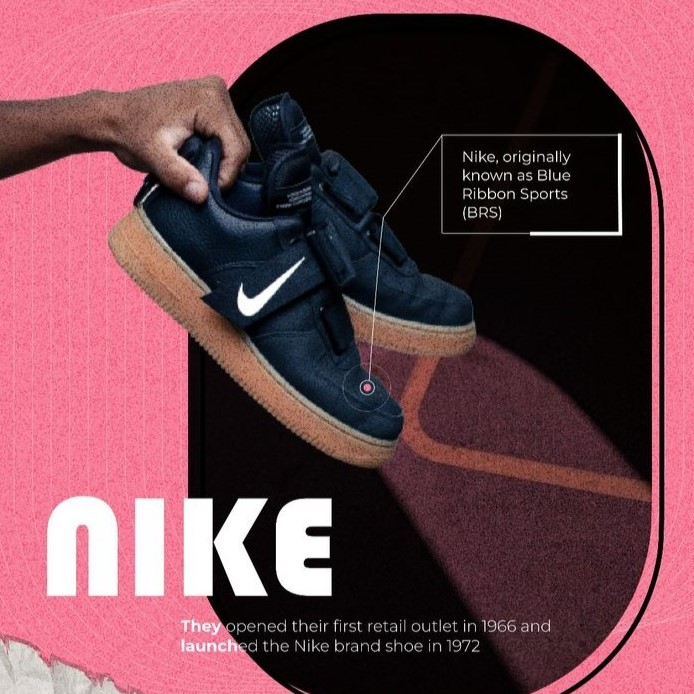 Nike, originally
known as Blue
Ribbon Sports
(BRS)
NIKE
They opened their first retail outlet in 1966 and
launched the Nike brand shoe in 1972